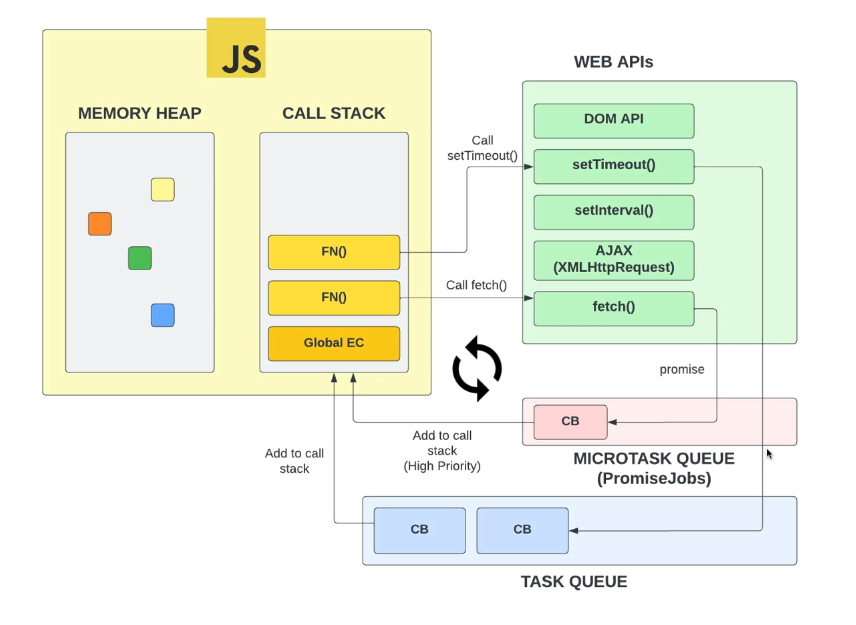 JS
WEB APIs
MEMORY HEAP
CALL STACK
DOM API
Call
setTimeout()
setTimeout()
setInterval()
FN()
AJAX
(XMLHttpRequest)
Call fetch()
FN()
fetch()
Global EC
promise
CB
Add to call
stack
(High Priority)
Add to call
stack
MICROTASK QUEUE
(PromiseJobs)
CB
CB
TASK QUEUE